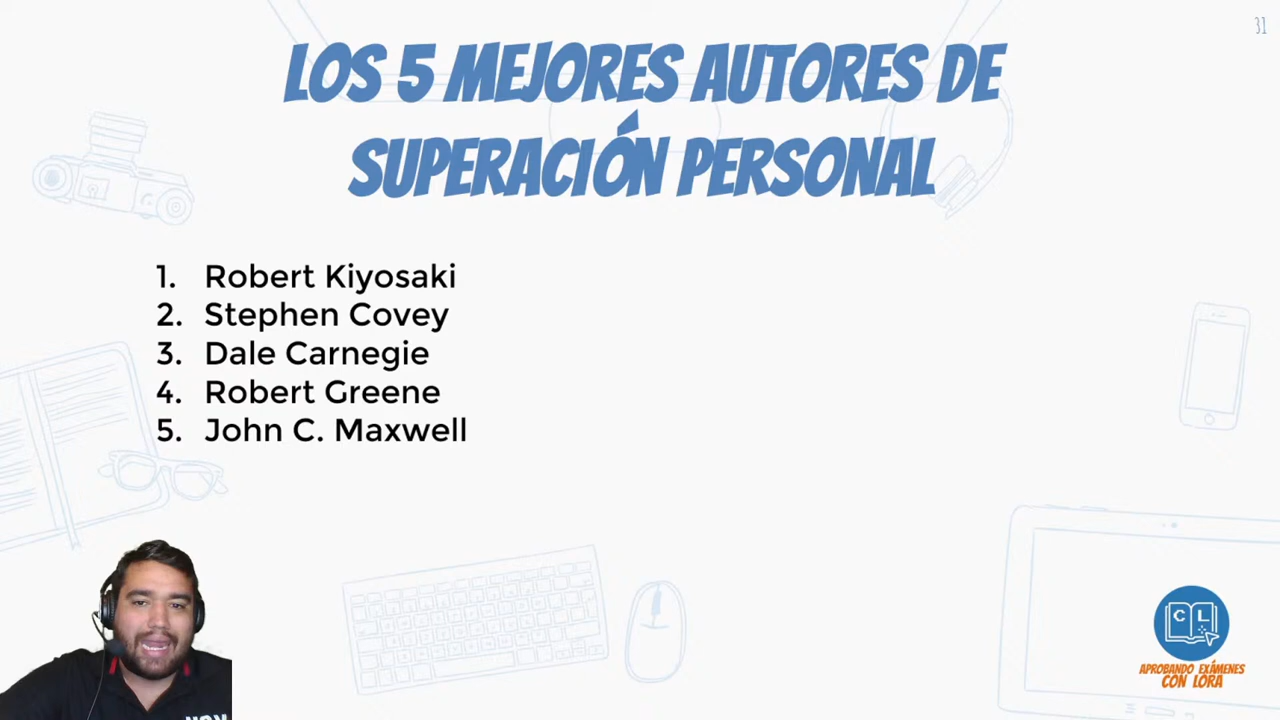 31
LOS 5 MEJORES AUTORES DE
SUPERACIÓN PERSONAL
1. Robert Kiyosaki
2. Stephen Covey
3. Dale Carnegie
4. Robert Greene
5. John C. Maxwell
C L
APROBANDO EXÁMENES
CON LORA